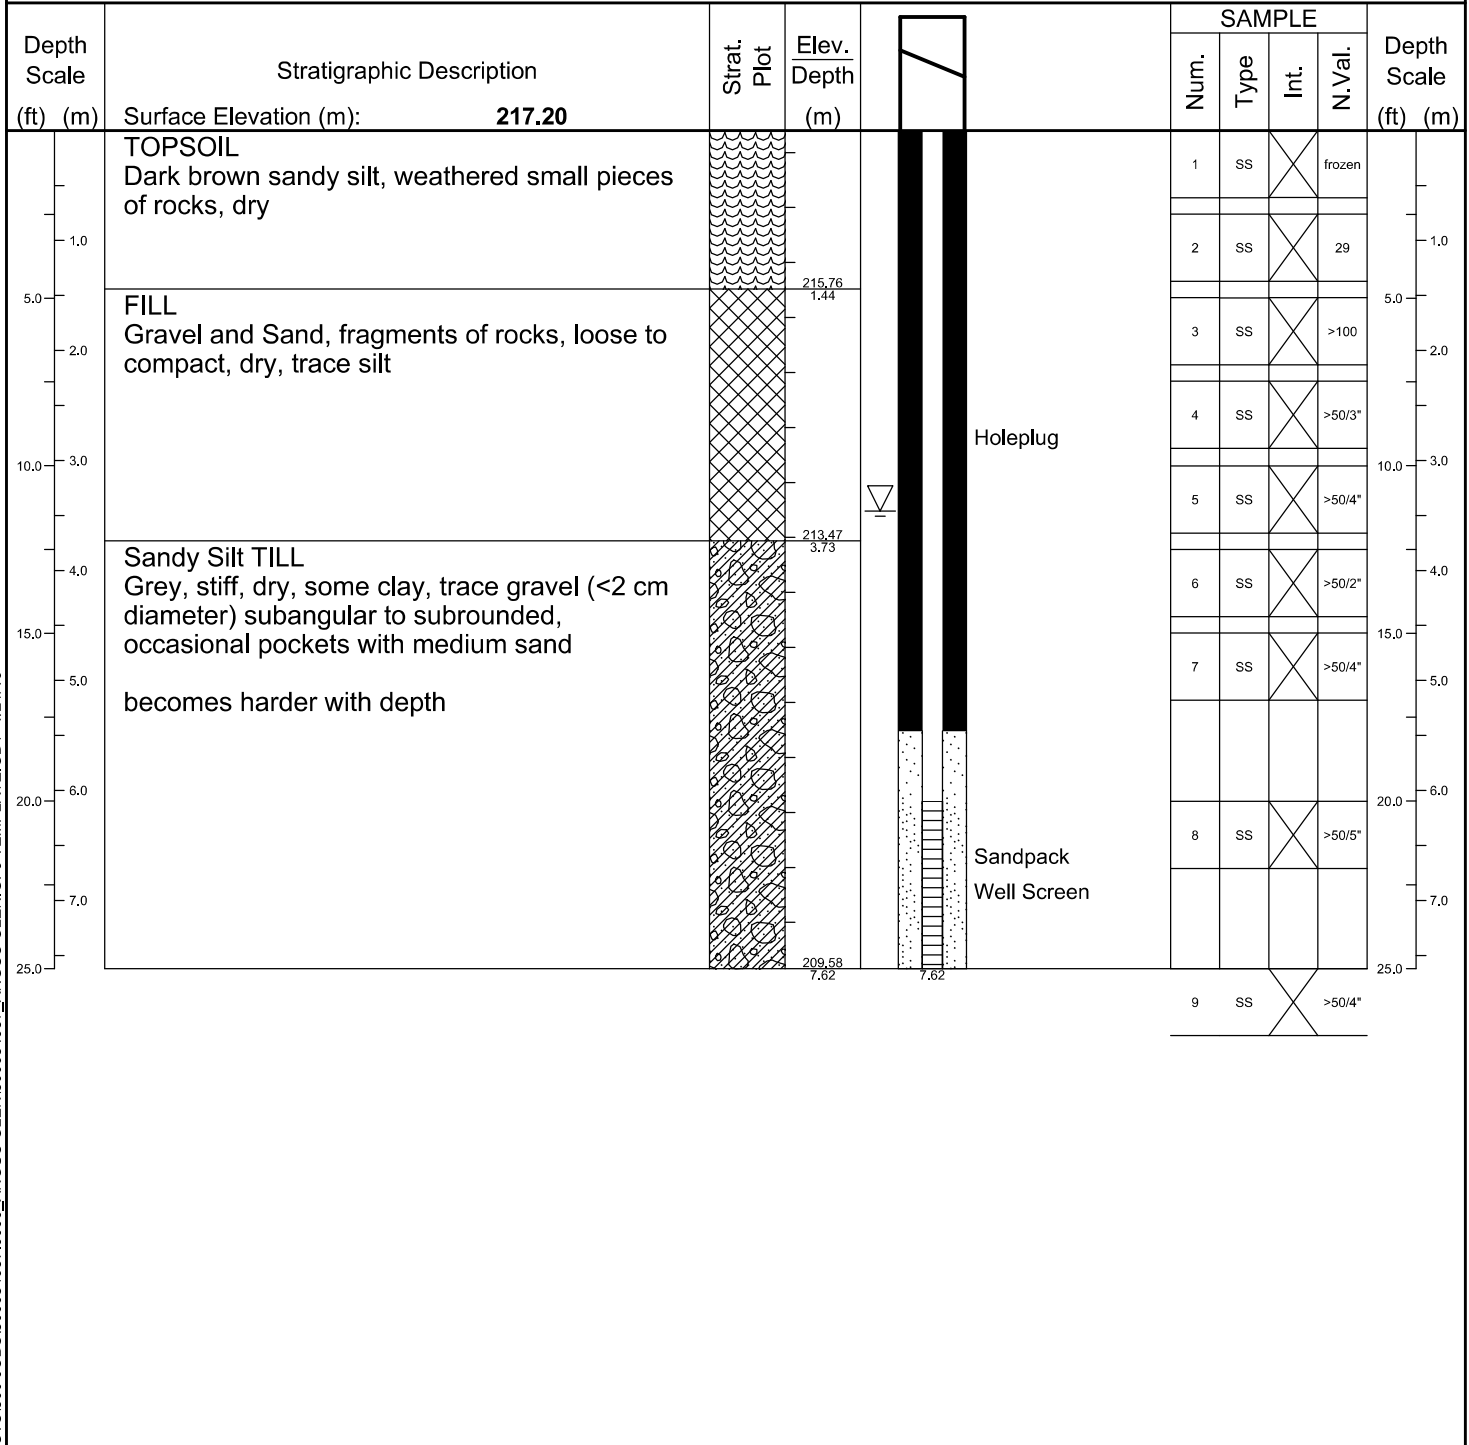 SAMPLE
Depth Scale
Stratigraphic Description
Strat. Plot
Elev. Depth
Num. Type Int. N.Val.
Depth Scale
(ft) (m) Surface Elevation (m): 217.20 (m) (ft) (m)
TOPSOIL
Dark brown sandy silt, weathered small pieces
of rocks, dry
1 SS frozen
1.0 2 SS 29 1.0
215.76
1.44
5.0 5.0
FILL
Gravel and Sand, fragments of rocks, loose to
compact, dry, trace silt
3 SS >100
2.0 2.0
4 SS >50/3"
Holeplug
10.0 3.0 10.0 3.0
5 SS >50/4"
213.47
3.73
Sandy Silt TILL
Grey, stiff, dry, some clay, trace gravel (<2 cm
diameter) subangular to subrounded,
occasional pockets with medium sand
4.0 6 SS >50/2" 4.0
15.0 15.0
7 SS >50/4"
5.0 5.0
becomes harder with depth
6.0 6.0
20.0 20.0
8 SS >50/5"
Sandpack
Well Screen
7.0 7.0
209.58
7.62 7.62
25.0 25.0
9 SS >50/4"